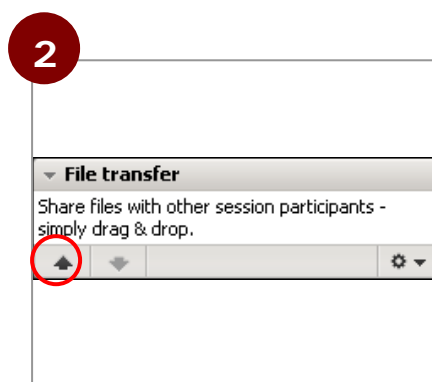 2
File transfer
Share files with other session participants -
simply drag & drop.